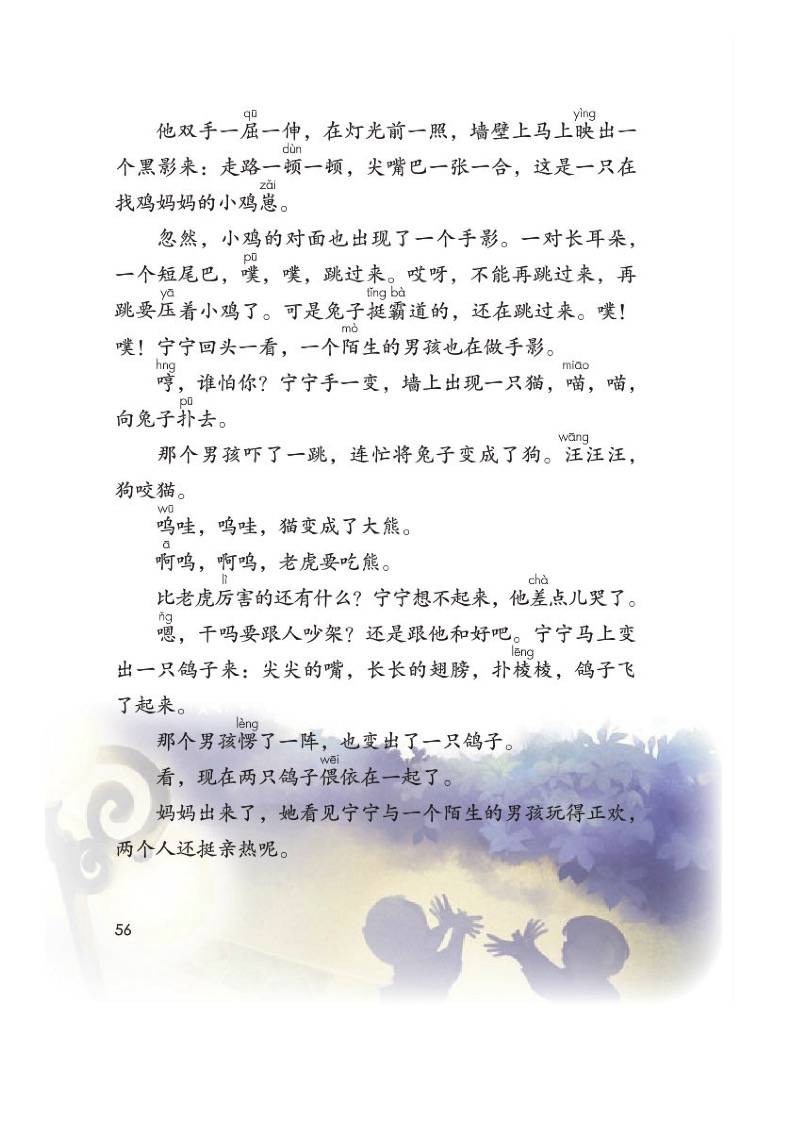 qū yìng
他双手一屈一伸，在灯光前一照，墙壁上马上映出一
dùn
个黑影来：走路一顿一顿，尖嘴巴一张一合，这是一只在
zǎi
找鸡妈妈的小鸡崽。
忽然，小鸡的对面也出现了一个手影。一对长耳朵，
pū
一个短尾巴，噗，噗，跳过来。哎呀，不能再跳过来，再
yā tǐng bà
跳要压着小鸡了。可是兔子挺霸道的，还在跳过来。噗！
mò
噗！宁宁回头一看，一个陌生的男孩也在做手影。
hng miāo
哼，谁怕你？宁宁手一变，墙上出现一只猫，喵，喵，
pū
向兔子扑去。
wāng
那个男孩吓了一跳，连忙将兔子变成了狗。汪汪汪，
狗咬猫。
wū
呜哇，呜哇，猫变成了大熊。
ā
啊呜，啊呜，老虎要吃熊。
lì chà
比老虎厉害的还有什么？宁宁想不起来，他差点儿哭了。
ňg
嗯，干吗要跟人吵架？还是跟他和好吧。宁宁马上变
lēng
出一只鸽子来：尖尖的嘴，长长的翅膀，扑棱棱，鸽子飞
了起来。
lèng
那个男孩愣了一阵，也变出了一只鸽子。
wēi
看，现在两只鸽子偎依在一起了。
妈妈出来了，她看见宁宁与一个陌生的男孩玩得正欢，
两个人还挺亲热呢。
56